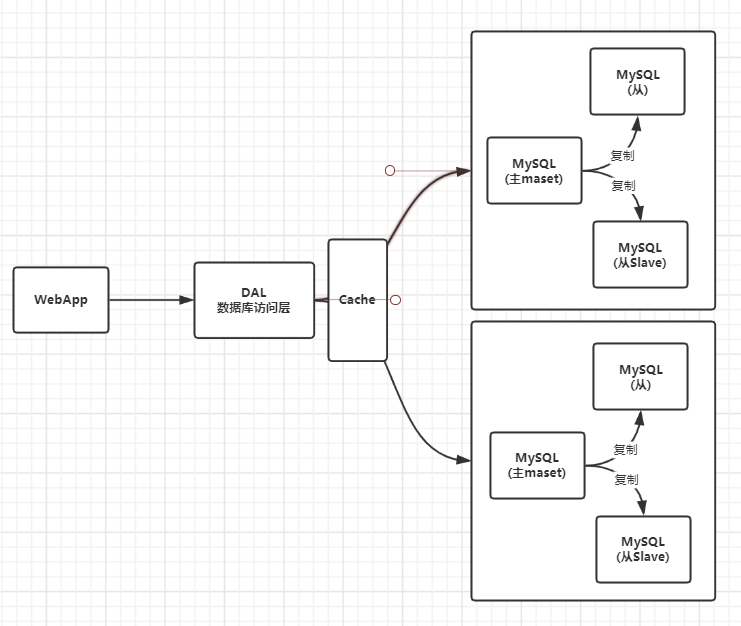 WebApp
DAL
数据库访问层
Cache
MySQL
(从)
MySQL
(主maset)
复制
复制
MySQL
(从Slave)
MySQL
(从)
MySQL
(主maset)
复制
复制
MySQL
(从Slave)